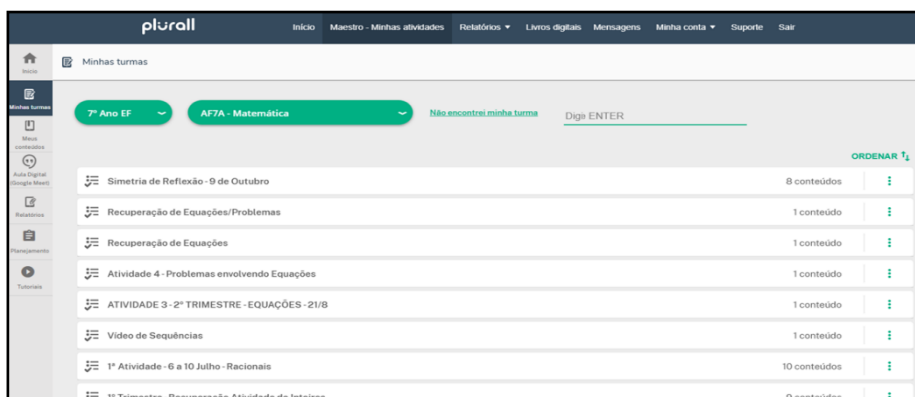 plurall
Início Maestro - Minhas atividades Relatórios Livros digitais Mensagens Minha conta Suporte Sair
Início
Minhas turmas
Minhas turmas
7º Ano EF AF7A - Matemática Não encontrei minha turma ENTER
Meus conteúdos
Aula Digital (Google Meet)
Relatórios
Planejamento
Tutoriais
ORDENAR
Simetria de Reflexão - 9 de Outubro 8 conteúdos
Recuperação de Equações/Problemas 1 conteúdo
Recuperação de Equações 1 conteúdo
Atividade 4 - Problemas envolvendo Equações 1 conteúdo
ATIVIDADE 3 - 2º TRIMESTRE - EQUAÇÕES - 21/8 1 conteúdo
Vídeo de Sequências 1 conteúdo
1ª Atividade - 6 a 10 Julho - Racionais 10 conteúdos